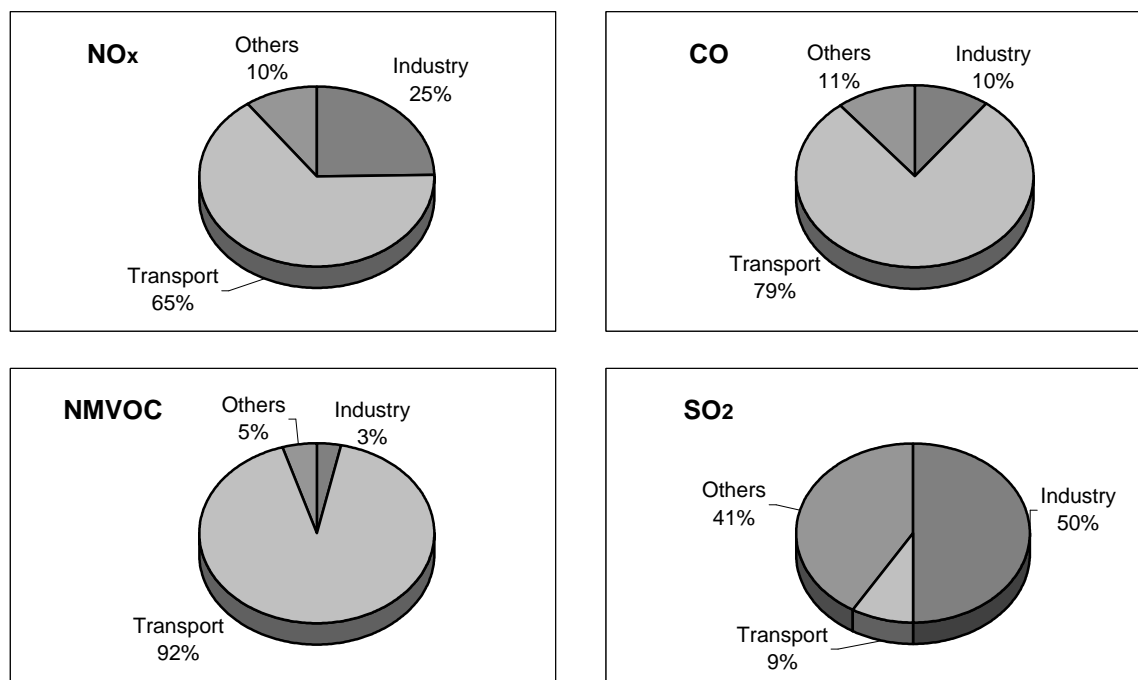 NOx
Others
10%
Industry
25%
Transport
65%
CO
Others
11%
Industry
10%
Transport
79%
NMVOC
Others
5%
Industry
3%
Transport
92%
SO2
Others
41%
Industry
50%
Transport
9%